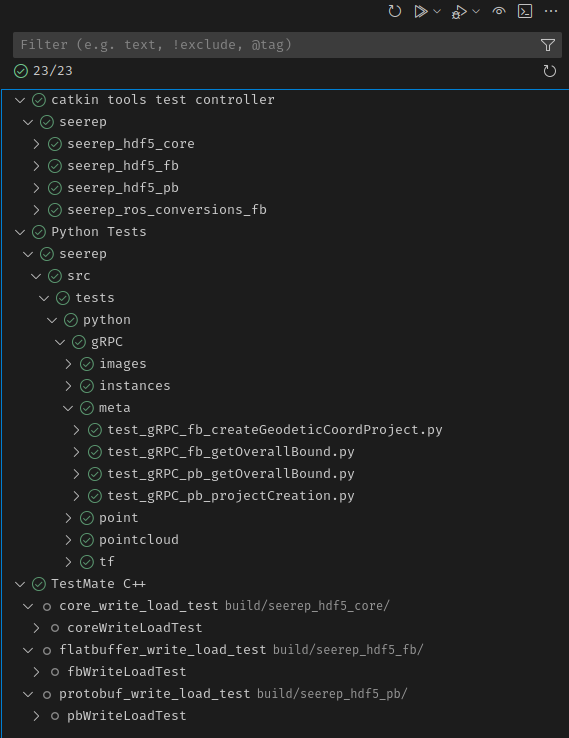 Filter (e.g. text, !exclude, @tag)
23/23
catkin tools test controller
seerep
seerep_hdf5_core
seerep_hdf5_fb
seerep_hdf5_pb
seerep_ros_conversions_fb
Python Tests
seerep
src
tests
python
gRPC
images
instances
meta
test_gRPC_fb_createGeodeticCoordProject.py
test_gRPC_fb_getOverallBound.py
test_gRPC_pb_getOverallBound.py
test_gRPC_pb_projectCreation.py
point
pointcloud
tf
TestMate C++
core_write_load_test build/seerep_hdf5_core/
coreWriteLoadTest
flatbuffer_write_load_test build/seerep_hdf5_fb/
fbWriteLoadTest
protobuf_write_load_test build/seerep_hdf5_pb/
pbWriteLoadTest